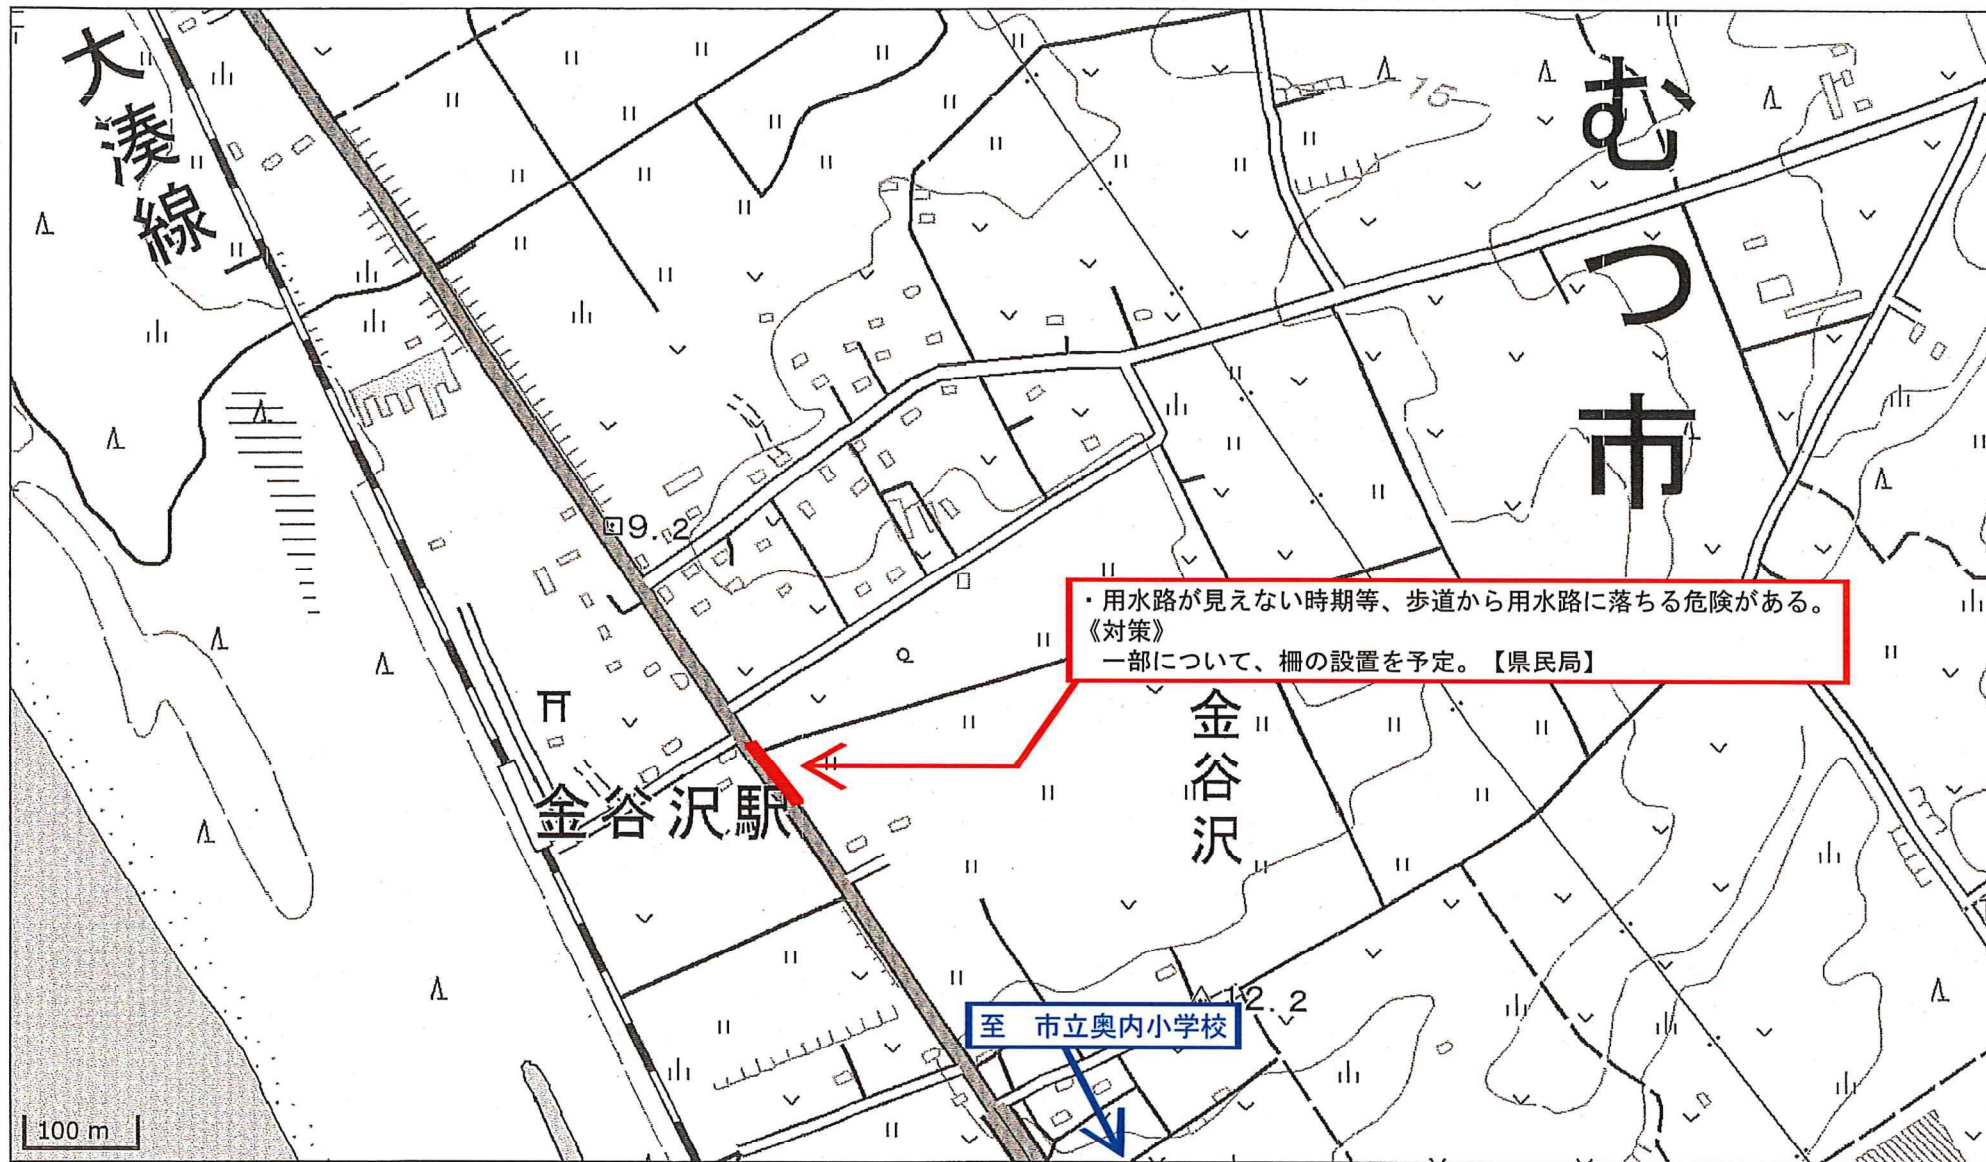 大湊線
むつ市
15
9.2
・用水路が見えない時期等、歩道から用水路に落ちる危険がある。
《対策》
一部について、柵の設置を予定。【県民局】
金谷沢
金谷沢駅
12.2
至　市立奥内小学校
100 m